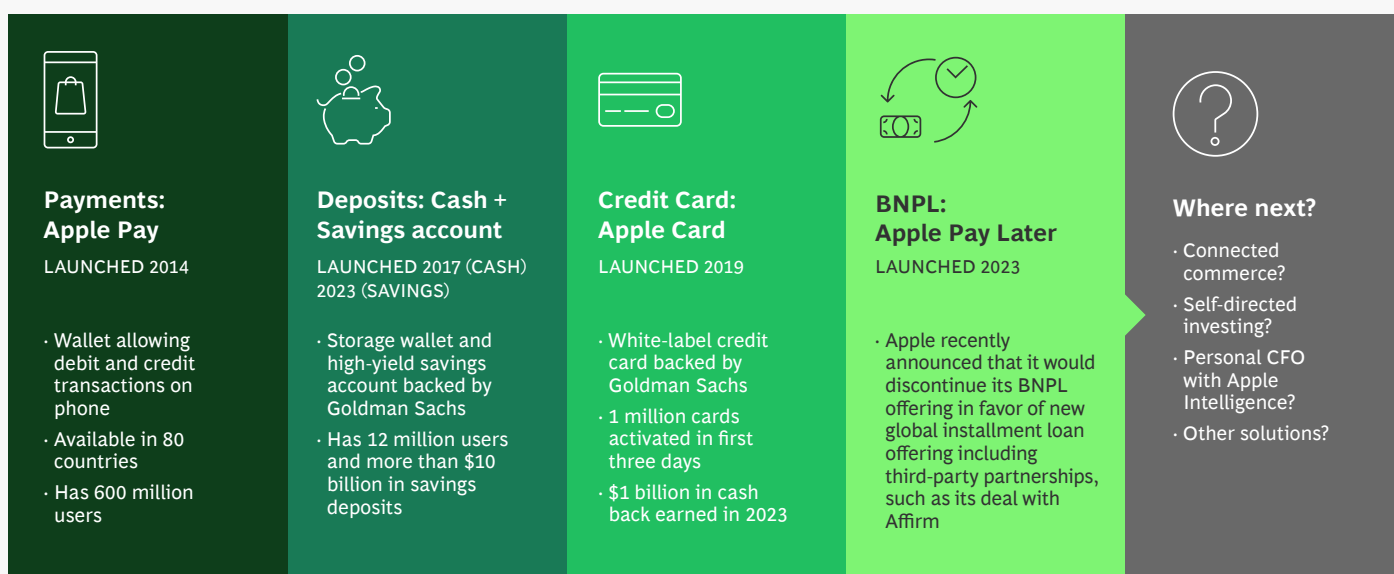 Payments:
Apple Pay
LAUNCHED 2014
· Wallet allowing
debit and credit
transactions on
phone
· Available in 80
countries
· Has 600 million
users
Deposits: Cash +
Savings account
LAUNCHED 2017 (CASH)
2023 (SAVINGS)
· Storage wallet and
high-yield savings
account backed by
Goldman Sachs
· Has 12 million users
and more than $10
billion in savings
deposits
Credit Card:
Apple Card
LAUNCHED 2019
· White-label credit
card backed by
Goldman Sachs
· 1 million cards
activated in first
three days
· $1 billion in cash
back earned in 2023
BNPL:
Apple Pay Later
LAUNCHED 2023
· Apple recently
announced that it would
discontinue its BNPL
offering in favor of new
global installment loan
offering including
third-party partnerships,
such as its deal with
Affirm
Where next?
· Connected
commerce?
· Self-directed
investing?
· Personal CFO
with Apple
Intelligence?
· Other solutions?